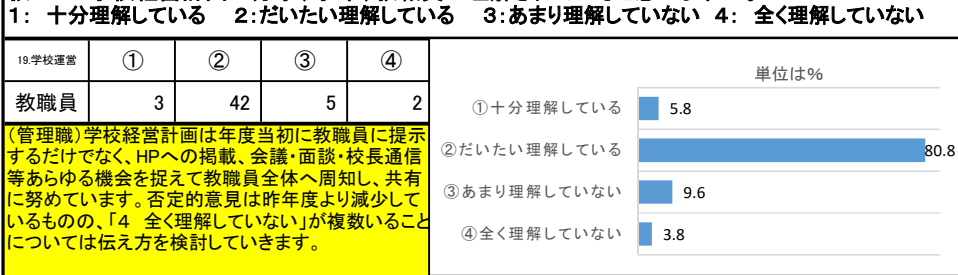 1: 十分理解している　2:だいたい理解している　3:あまり理解していない 4: 全く理解していない
19.学校運営 ① ② ③ ④
教職員 3 42 5 2
(管理職)学校経営計画は年度当初に教職員に提示
するだけでなく、HPへの掲載、会議・面談・校長通信
等あらゆる機会を捉えて教職員全体へ周知し、共有
に努めています。否定的意見は昨年度より減少して
いるものの、「4　全く理解していない」が複数いること
については伝え方を検討していきます。
単位は%
①十分理解している 5.8
②だいたい理解している 80.8
③あまり理解していない 9.6
④全く理解していない 3.8